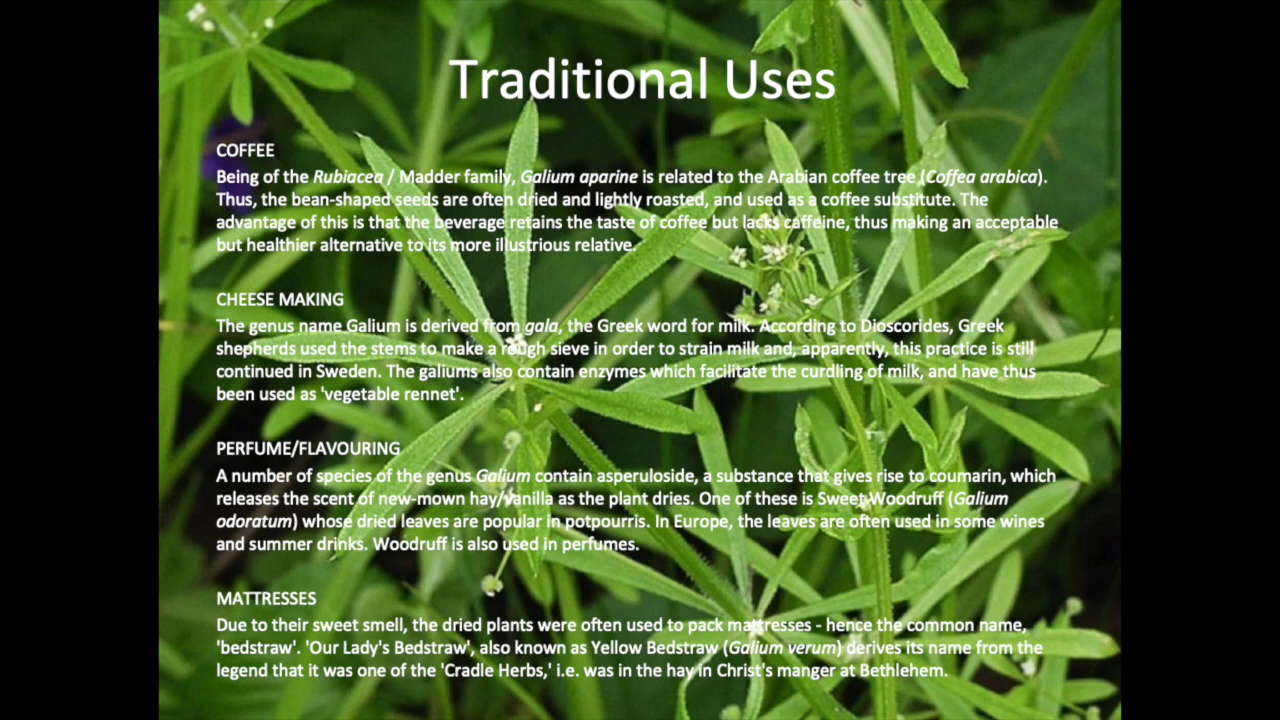 Traditional Uses
COFFEE
Being of the Rubiacea / Madder family, Galium aparine is related to the Arabian coffee tree (Coffea arabica).
Thus, the bean-shaped seeds are often dried and lightly roasted, and used as a coffee substitute. The
advantage of this is that the beverage retains the taste of coffee but lacks caffeine, thus making an acceptable
but healthier alternative to its more illustrious relative.
CHEESE MAKING
The genus name Galium is derived from gala, the Greek word for milk. According to Dioscorides, Greek
shepherds used the stems to make a rough sieve in order to strain milk and, apparently, this practice is still
continued in Sweden. The galiums also contain enzymes which facilitate the curdling of milk, and have thus
been used as 'vegetable rennet'.
PERFUME/FLAVOURING
A number of species of the genus Galium contain asperuloside, a substance that gives rise to coumarin, which
releases the scent of new-mown hay/vanilla as the plant dries. One of these is Sweet Woodruff (Galium
odoratum) whose dried leaves are popular in potpourris. In Europe, the leaves are often used in some wines
and summer drinks. Woodruff is also used in perfumes.
MATTRESSES
Due to their sweet smell, the dried plants were often used to pack mattresses - hence the common name,
'bedstraw'. 'Our Lady's Bedstraw', also known as Yellow Bedstraw (Galium verum) derives its name from the
legend that it was one of the 'Cradle Herbs,' i.e. was in the hay in Christ's manger at Bethlehem.